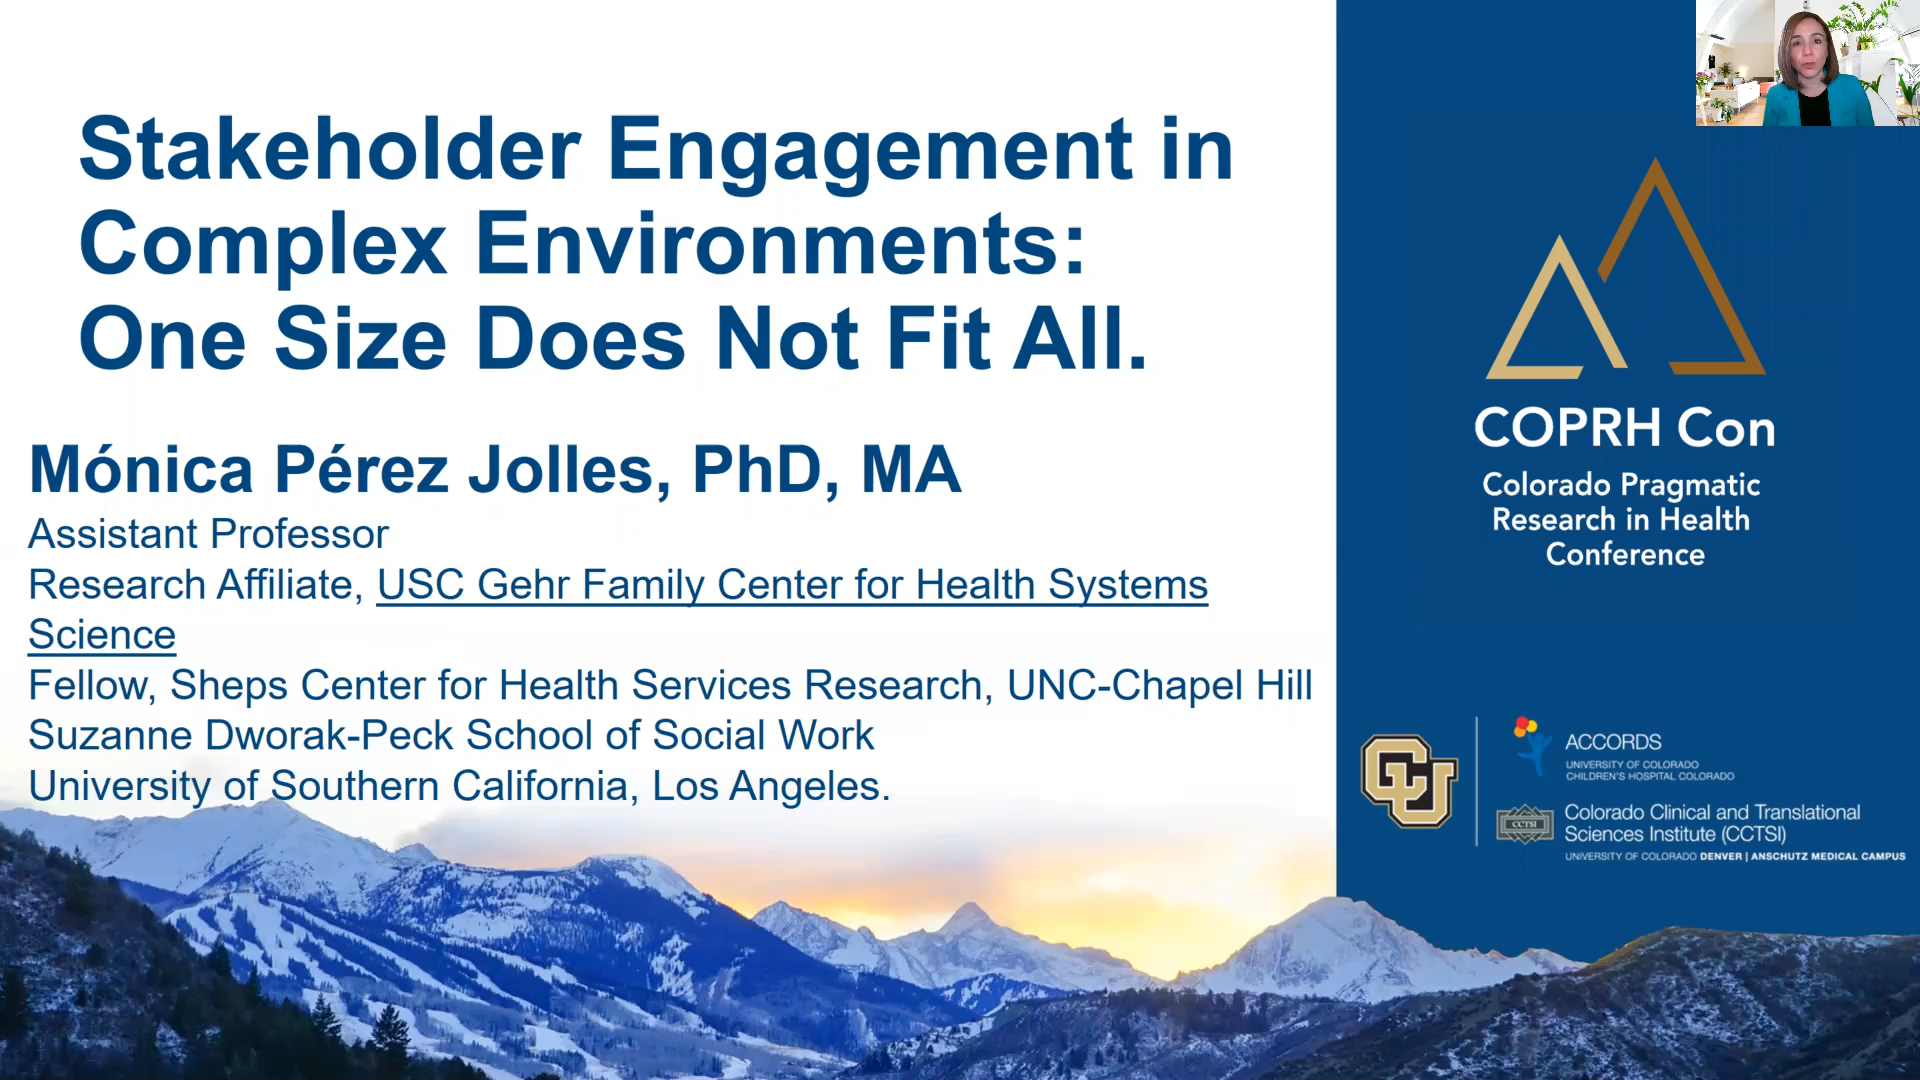 Stakeholder Engagement in
Complex Environments:
One Size Does Not Fit All.
Mónica Pérez Jolles, PhD, MA
Assistant Professor
Research Affiliate, USC Gehr Family Center for Health Systems
Science
Fellow, Sheps Center for Health Services Research, UNC-Chapel Hill
Suzanne Dworak-Peck School of Social Work
University of Southern California, Los Angeles.
COPRH Con
Colorado Pragmatic
Research in Health
Conference
CU
ACCORDS
UNIVERSITY OF COLORADO
CHILDREN'S HOSPITAL COLORADO
CCTSI
Colorado Clinical and Translational
Sciences Institute (CCTSI)
UNIVERSITY OF COLORADO DENVER | ANSCHUTZ MEDICAL CAMPUS